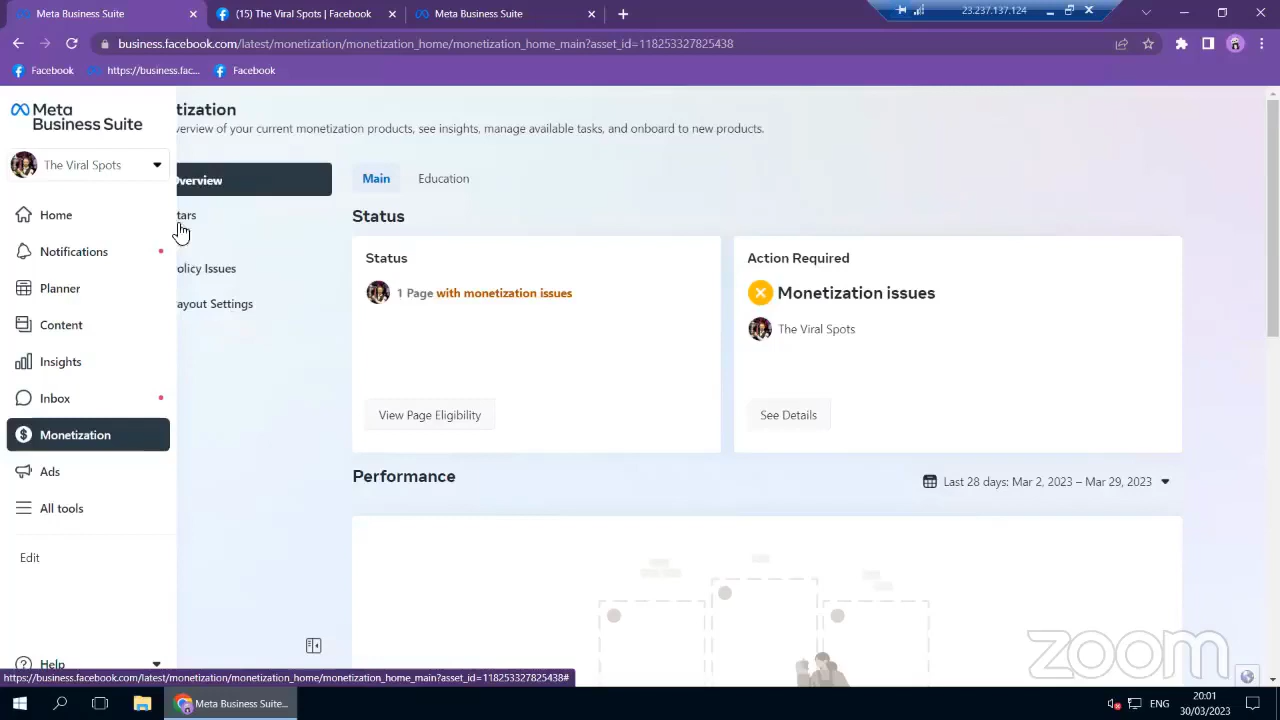 Meta Business Suite
(15) The Viral Spots | Facebook
Meta Business Suite
23.237.137.124
business.facebook.com/latest/monetization/monetization_home/monetization_home_main?asset_id=118253327825438
Facebook
https://business.fac...
Facebook
Meta
Business Suite
The Viral Spots
Home
Notifications
Planner
Content
Insights
Inbox
Monetization
Ads
All tools
Edit
Help
tization
verview of your current monetization products, see insights, manage available tasks, and onboard to new products.
Overview
tars
olicy Issues
ayout Settings
Main
Education
Status
Status
1 Page with monetization issues
View Page Eligibility
Action Required
Monetization issues
The Viral Spots
See Details
Performance
Last 28 days: Mar 2, 2023 – Mar 29, 2023
zoom
https://business.facebook.com/latest/monetization/monetization_home/monetization_home_main?asset_id=118253327825438#
Meta Business Suite...
ENG
20:01
30/03/2023